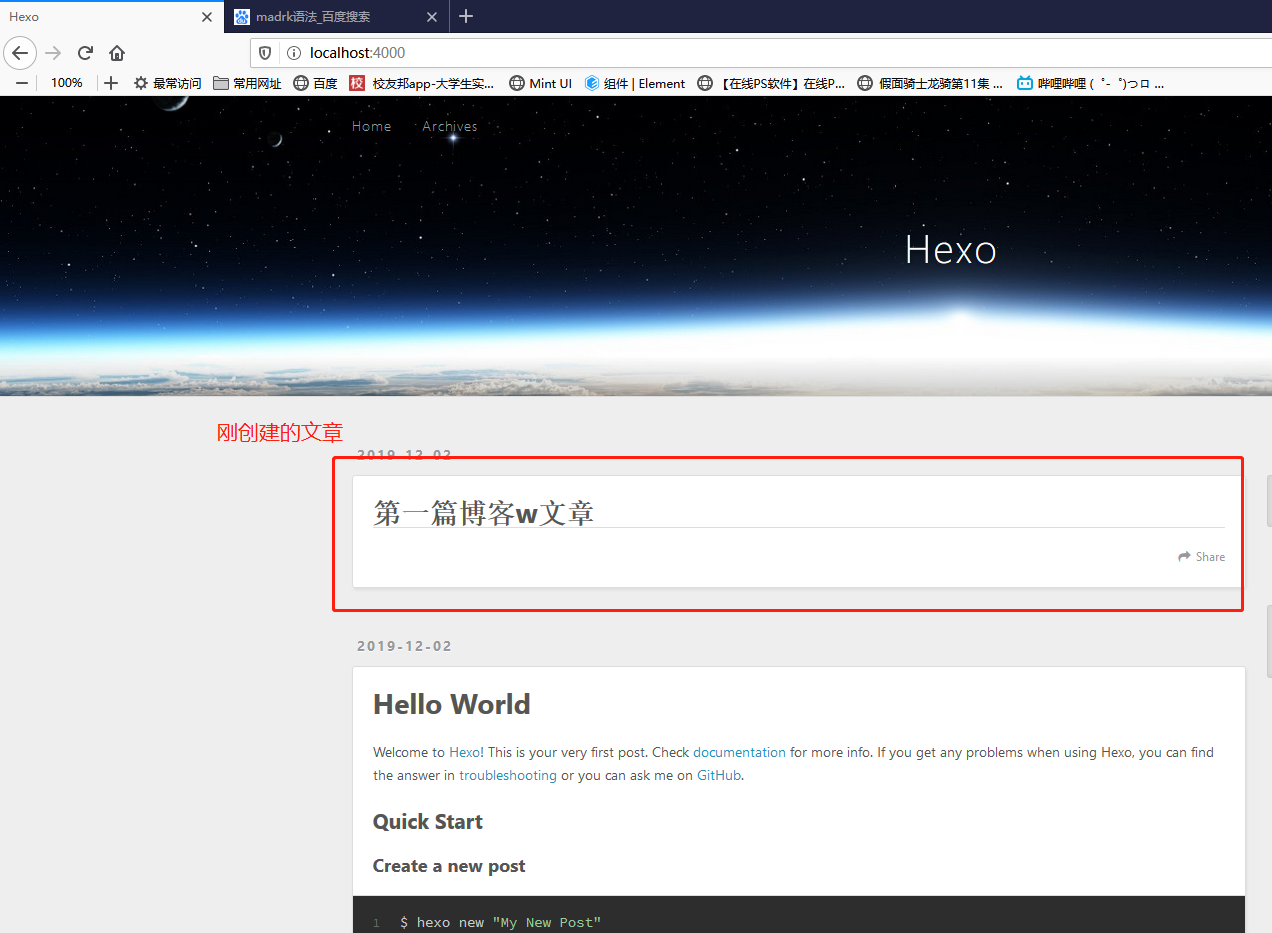 Hexo
madrk语法_百度搜索
localhost:4000
100%
最常访问
常用网址
百度
校
校友邦app-大学生实...
Mint UI
组件 | Element
【在线PS软件】在线P...
假面骑士龙骑第11集 ...
哔哩哔哩 ( ゜- ゜)つロ ...
Home
Archives
Hexo
刚创建的文章
2019-12-02
第一篇博客w文章
Share
2019-12-02
Hello World
Welcome to Hexo! This is your very first post. Check documentation for more info. If you get any problems when using Hexo, you can find
the answer in troubleshooting or you can ask me on GitHub.
Quick Start
Create a new post
1 $ hexo new "My New Post"